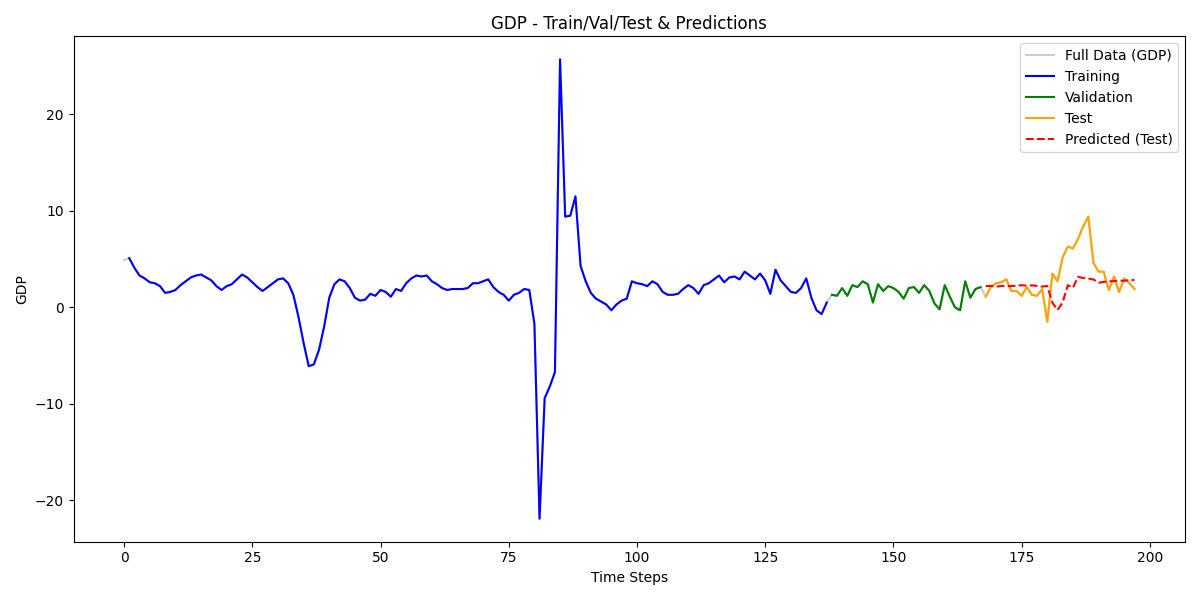 GDP - Train/Val/Test & Predictions
Full Data (GDP)
Training
Validation
Test
Predicted (Test)
GDP
20
10
0
−10
−20
0 25 50 75 100 125 150 175 200
Time Steps